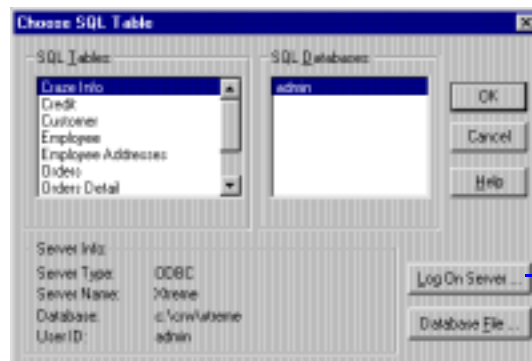 Choose SQL Table
SQL Tables
Craze Info
Credit
Customer
Employee
Employee Addresses
Orders
Orders Detail
SQL Databases
admin
OK
Cancel
Help
Server Info:
Server Type: ODBC
Server Name: Xtreme
Database: c:\crw\xtreme
User ID: admin
Log On Server ...
Database File ...